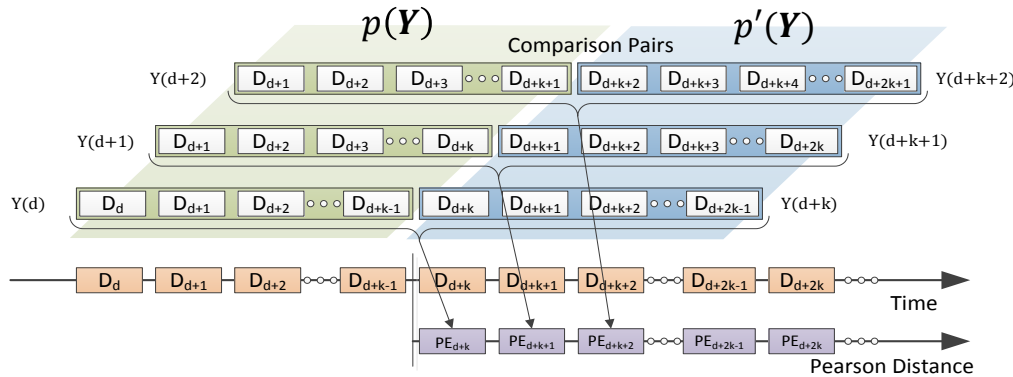 p(Y) p′(Y)
Comparison Pairs
Y(d+2) D_{d+1} D_{d+2} D_{d+3} D_{d+k+1} D_{d+k+2} D_{d+k+3} D_{d+k+4} D_{d+2k+1} Y(d+k+2)
Y(d+1) D_{d+1} D_{d+2} D_{d+3} D_{d+k} D_{d+k+1} D_{d+k+2} D_{d+k+3} D_{d+2k} Y(d+k+1)
Y(d) D_{d} D_{d+1} D_{d+2} D_{d+k-1} D_{d+k} D_{d+k+1} D_{d+k+2} D_{d+2k-1} Y(d+k)
D_{d} D_{d+1} D_{d+2} D_{d+k-1} D_{d+k} D_{d+k+1} D_{d+k+2} D_{d+2k-1} D_{d+2k}
Time
PE_{d+k} PE_{d+k+1} PE_{d+k+2} PE_{d+2k-1} PE_{d+2k}
Pearson Distance